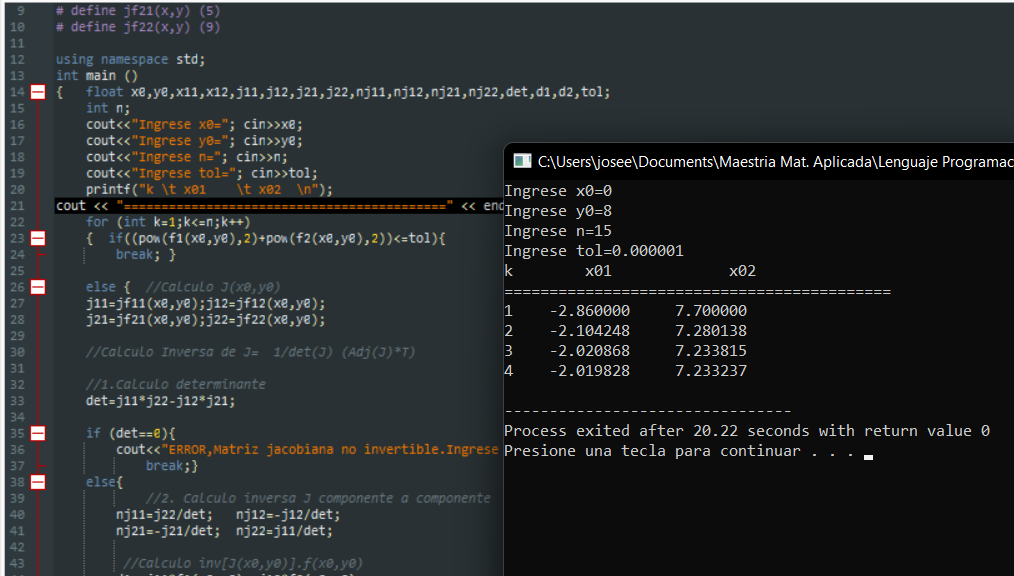 9 # define jf21(x,y) (5)
10 # define jf22(x,y) (9)
11
12 using namespace std;
13 int main ()
14 { float x0,y0,x11,x12,j11,j12,j21,j22,nj11,nj12,nj21,nj22,det,d1,d2,tol;
15 int n;
16 cout<<"Ingrese x0="; cin>>x0;
17 cout<<"Ingrese y0="; cin>>y0;
18 cout<<"Ingrese n="; cin>>n;
19 cout<<"Ingrese tol="; cin>>tol;
20 printf("k \t x01 \t x02 \n");
21 cout << "===========================================" << end
22 for (int k=1;k<=n;k++)
23 { if((pow(f1(x0,y0),2)+pow(f2(x0,y0),2))<=tol){
24 break; }
25
26 else { //Calculo J(x0,y0)
27 j11=jf11(x0,y0);j12=jf12(x0,y0);
28 j21=jf21(x0,y0);j22=jf22(x0,y0);
29
30 //Calculo Inversa de J= 1/det(J) (Adj(J)*T)
31
32 //1.Calculo determinante
33 det=j11*j22-j12*j21;
34
35 if (det==0){
36 cout<<"ERROR,Matriz jacobiana no invertible.Ingrese
37 break;}
38 else{
39 //2. Calculo inversa J componente a componente
40 nj11=j22/det; nj12=-j12/det;
41 nj21=-j21/det; nj22=j11/det;
42
43 //Calculo inv[J(x0,y0)].f(x0,y0)
C:\Users\josee\Documents\Maestria Mat. Aplicada\Lenguaje Programac
Ingrese x0=0
Ingrese y0=8
Ingrese n=15
Ingrese tol=0.000001
k x01 x02
===========================================
1 -2.860000 7.700000
2 -2.104248 7.280138
3 -2.020868 7.233815
4 -2.019828 7.233237
--------------------------------
Process exited after 20.22 seconds with return value 0
Presione una tecla para continuar . . .